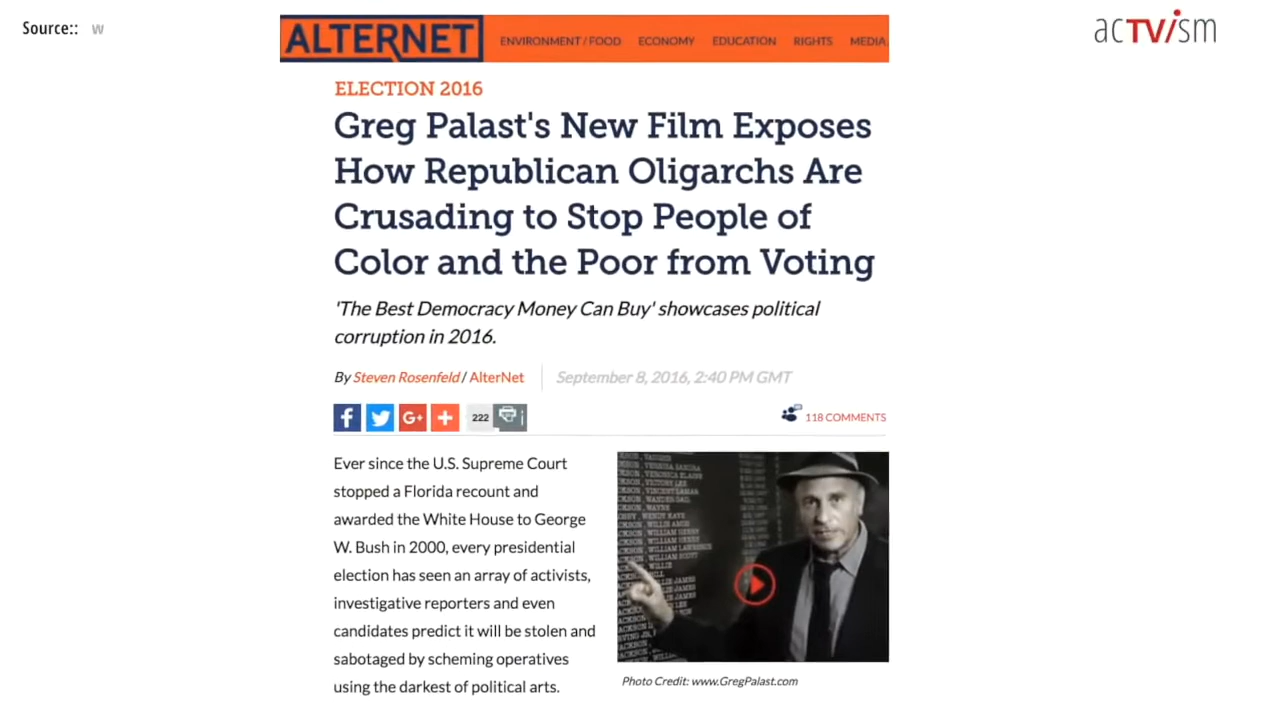 Source:: w
acTVism
ALTERNET
ENVIRONMENT / FOOD ECONOMY EDUCATION RIGHTS MEDIA
ELECTION 2016
Greg Palast's New Film Exposes
How Republican Oligarchs Are
Crusading to Stop People of
Color and the Poor from Voting
'The Best Democracy Money Can Buy' showcases political
corruption in 2016.
By Steven Rosenfeld / AlterNet September 8, 2016, 2:40 PM GMT
f G+ + 222
118 COMMENTS
Ever since the U.S. Supreme Court
stopped a Florida recount and
awarded the White House to George
W. Bush in 2000, every presidential
election has seen an array of activists,
investigative reporters and even
candidates predict it will be stolen and
sabotaged by scheming operatives
using the darkest of political arts.
Photo Credit: www.GregPalast.com